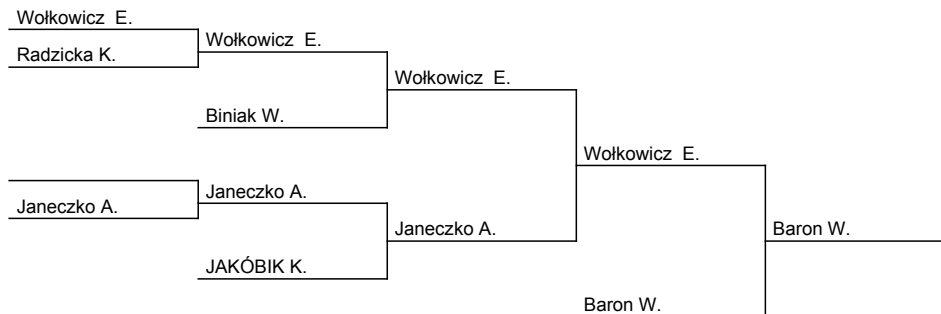 Wołkowicz E.
Radzicka K.
Wołkowicz E.
Biniak W.
Wołkowicz E.
Wołkowicz E.
Janeczko A.
Janeczko A.
JAKÓBIK K.
Janeczko A.
Baron W.
Baron W.